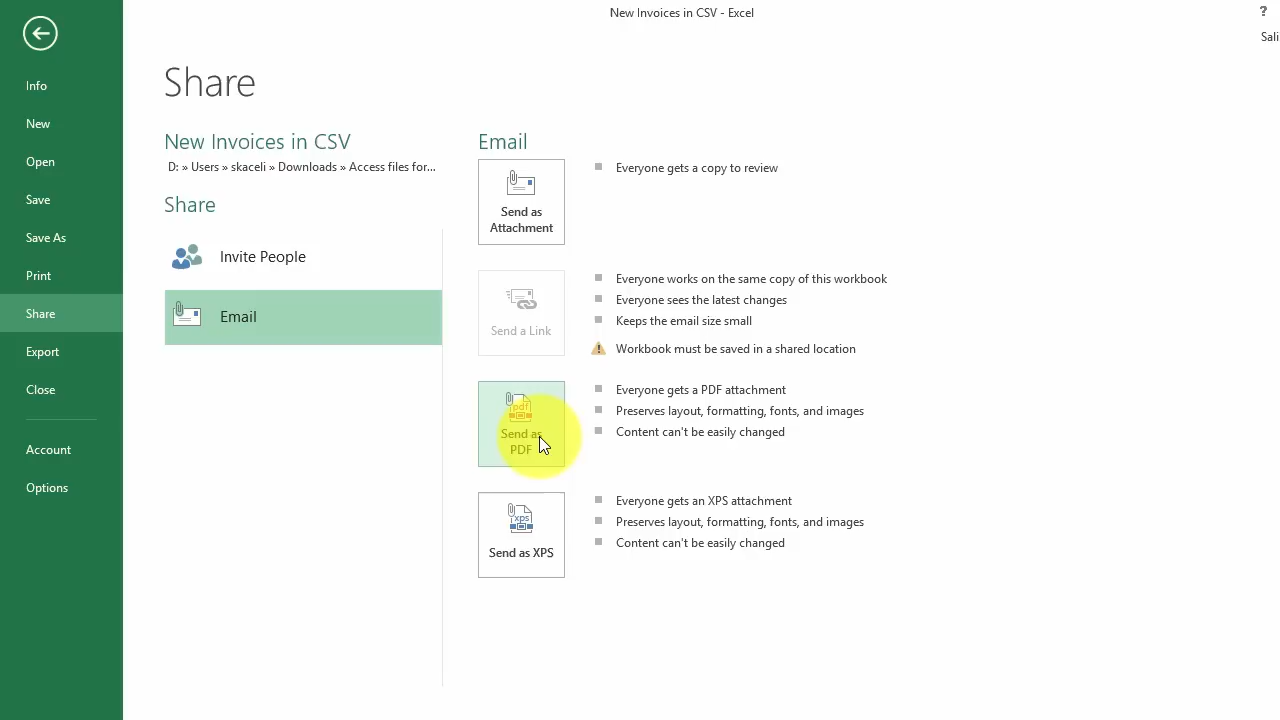 New Invoices in CSV - Excel
?
Sali
Info
New
Open
Save
Save As
Print
Share
Export
Close
Account
Options
Share
New Invoices in CSV
D: » Users » skaceli » Downloads » Access files for...
Share
Invite People
Email
Email
Send as
Attachment
Everyone gets a copy to review
Send a Link
Everyone works on the same copy of this workbook
Everyone sees the latest changes
Keeps the email size small
Workbook must be saved in a shared location
pdf
Send as
PDF
Everyone gets a PDF attachment
Preserves layout, formatting, fonts, and images
Content can't be easily changed
xps
Send as XPS
Everyone gets an XPS attachment
Preserves layout, formatting, fonts, and images
Content can't be easily changed